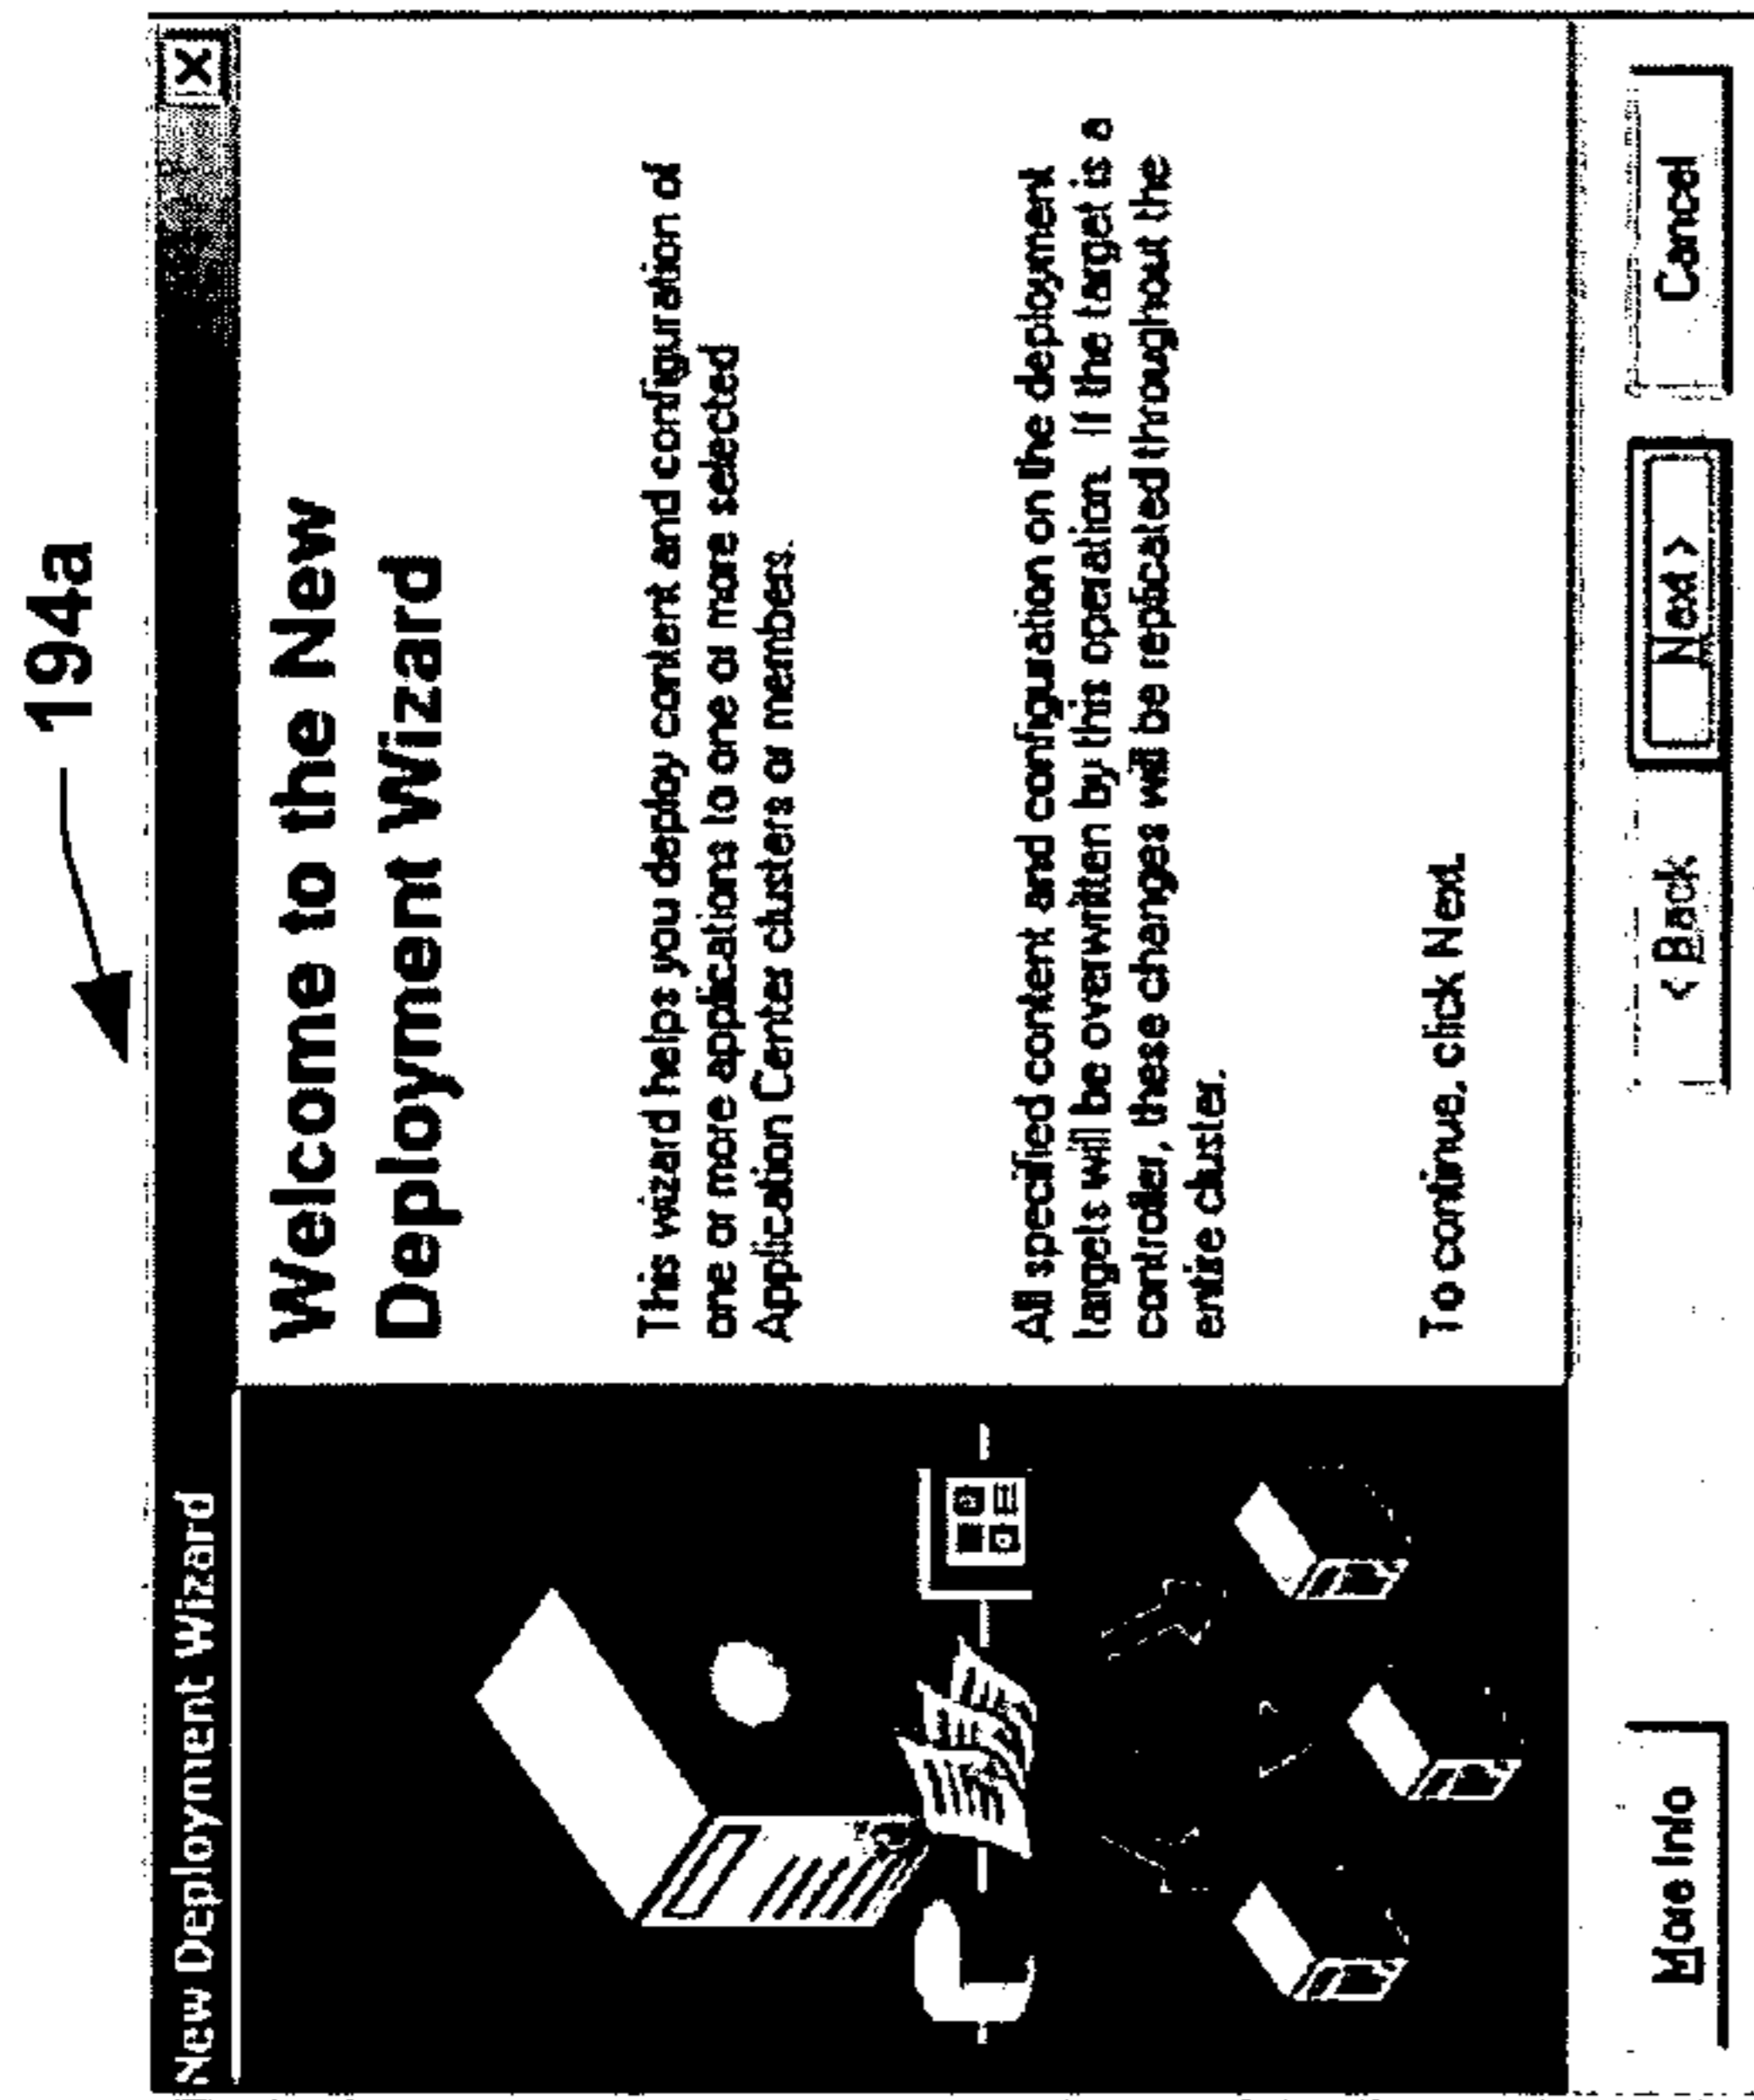 194a
New Deployment Wizard
Welcome to the New
Deployment Wizard
This wizard helps you deploy content and configuration of
one or more applications to one or more selected
Application Center clusters or members.
All specified content and configuration on the deployment
targets will be overwritten by this operation. If the target is a
controller, these changes will be replicated throughout the
entire cluster.
To continue, click Next.
More Info
< Back
Next >
Cancel